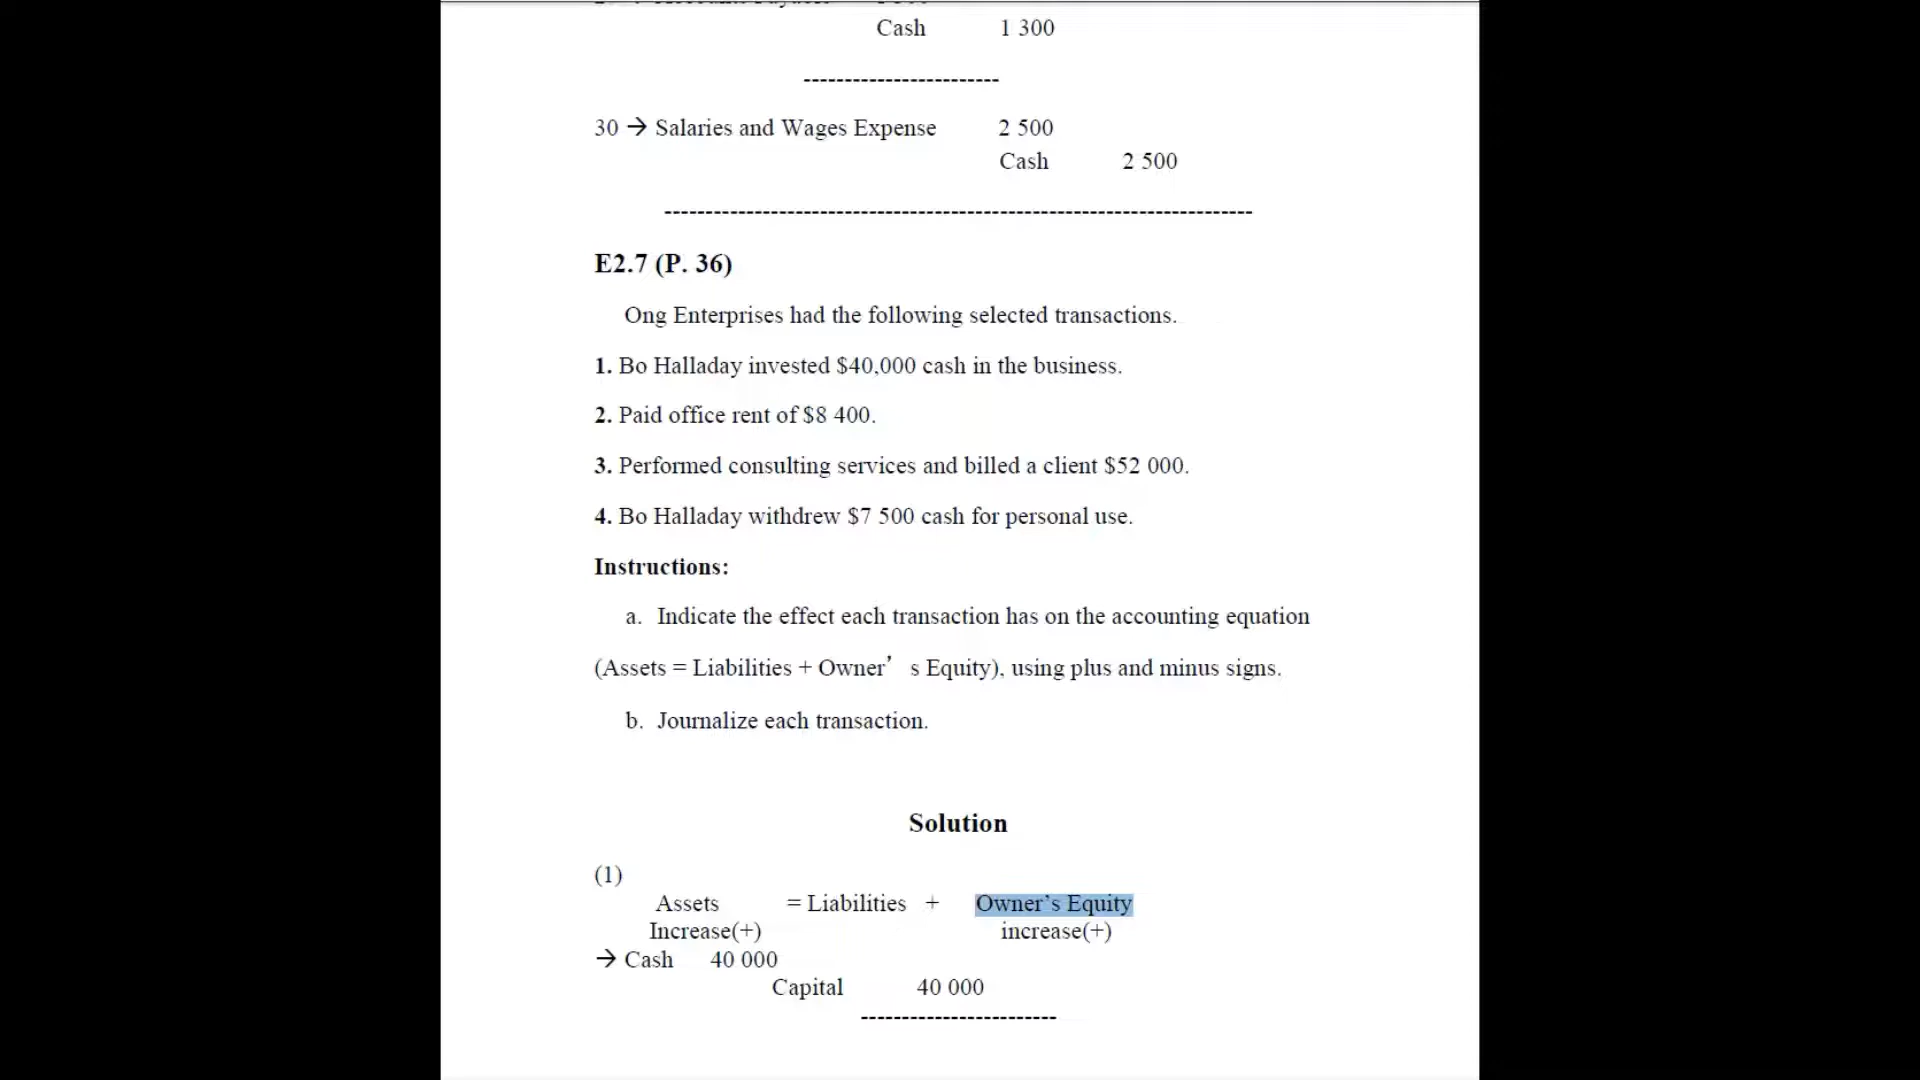 Cash 1 300
------------------------
30 → Salaries and Wages Expense 2 500
Cash 2 500
------------------------------------------------------------------------
E2.7 (P. 36)
Ong Enterprises had the following selected transactions.
1. Bo Halladay invested $40,000 cash in the business.
2. Paid office rent of $8 400.
3. Performed consulting services and billed a client $52 000.
4. Bo Halladay withdrew $7 500 cash for personal use.
Instructions:
a. Indicate the effect each transaction has on the accounting equation
(Assets = Liabilities + Owner’ s Equity), using plus and minus signs.
b. Journalize each transaction.
Solution
(1)
Assets = Liabilities + Owner’s Equity
Increase(+) increase(+)
→ Cash 40 000
Capital 40 000
------------------------